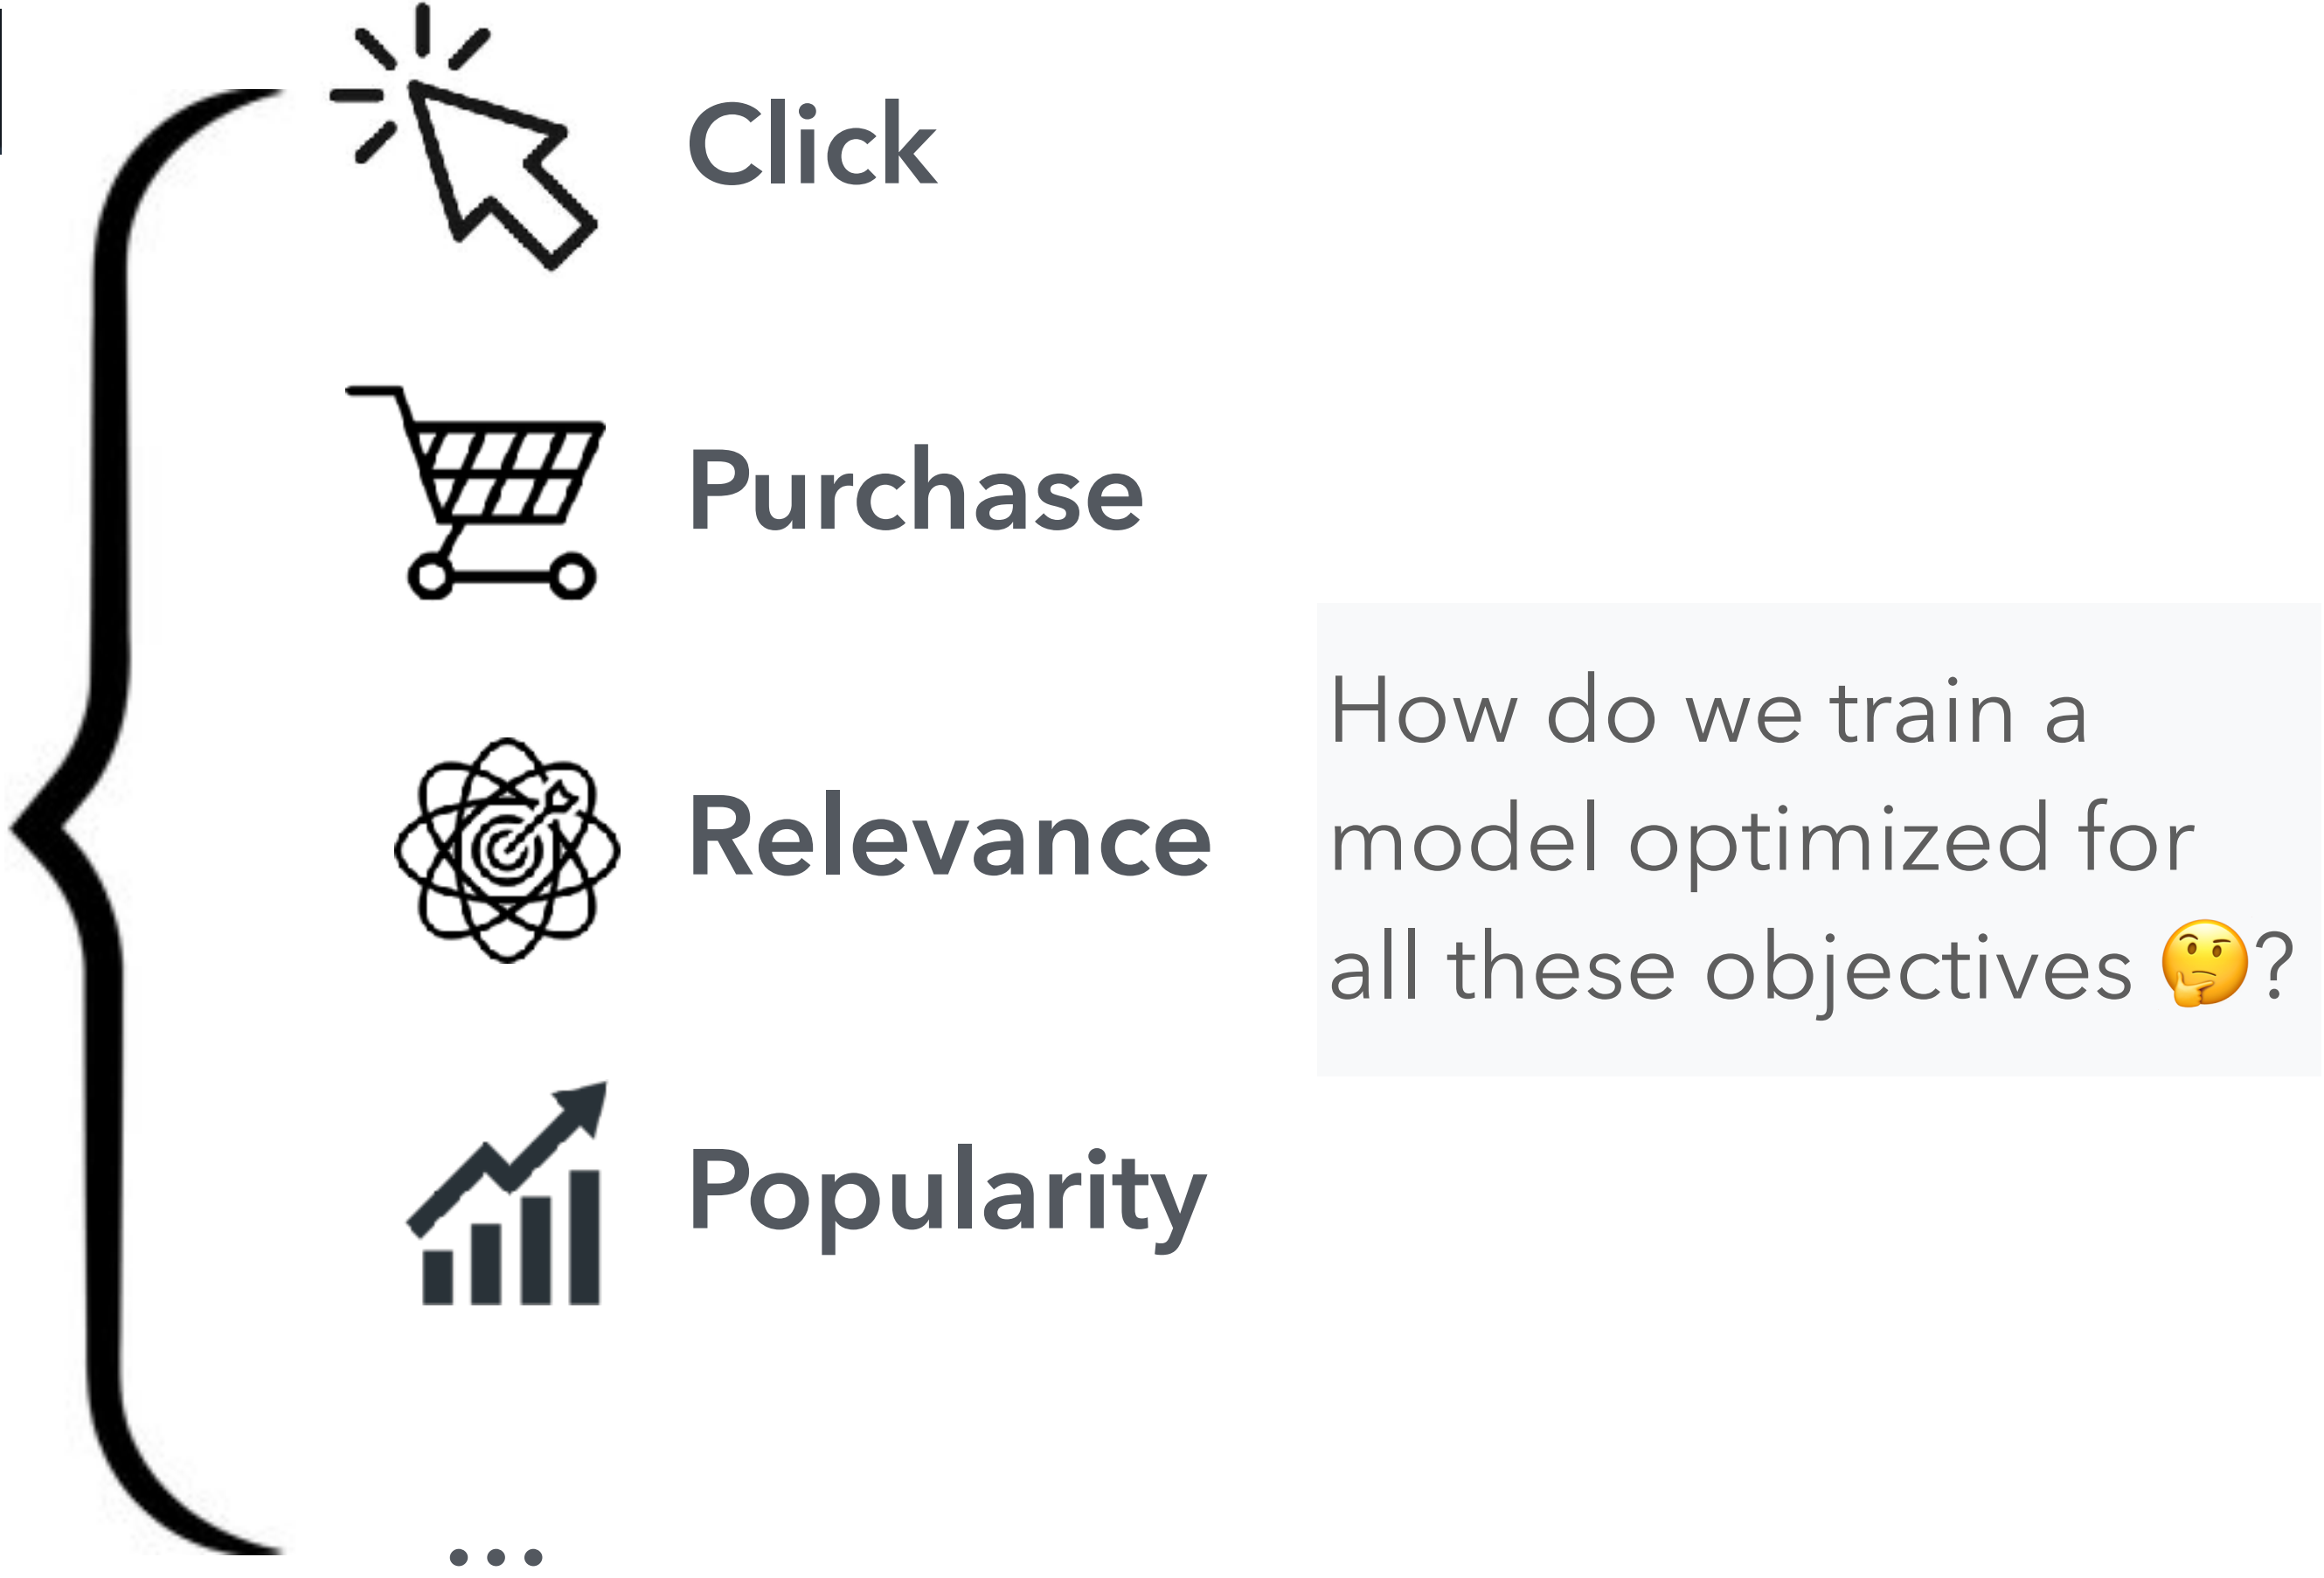 Click
Purchase
Relevance
Popularity
...
How do we train a
model optimized for
all these objectives 🤔?